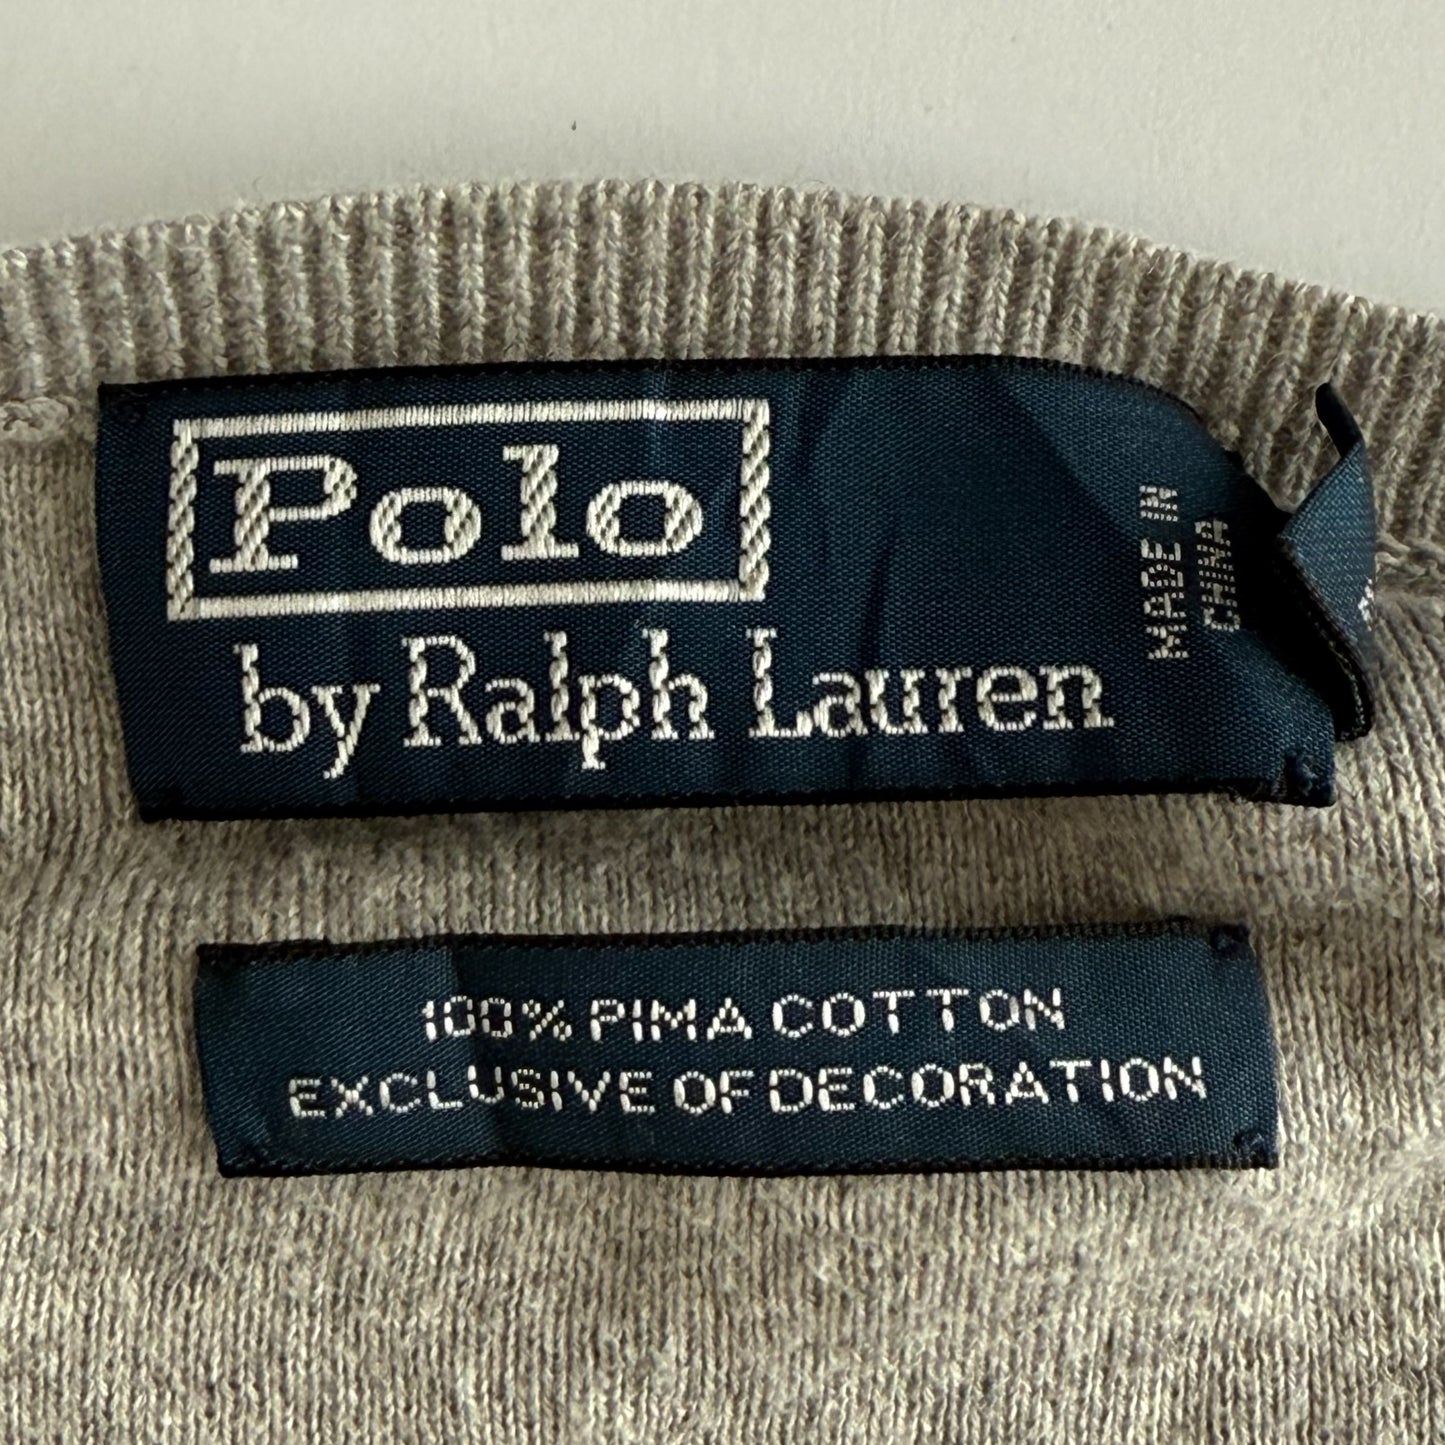 Polo
by Ralph Lauren
MADE IN
CHINA
100% PIMA COTTON
EXCLUSIVE OF DECORATION